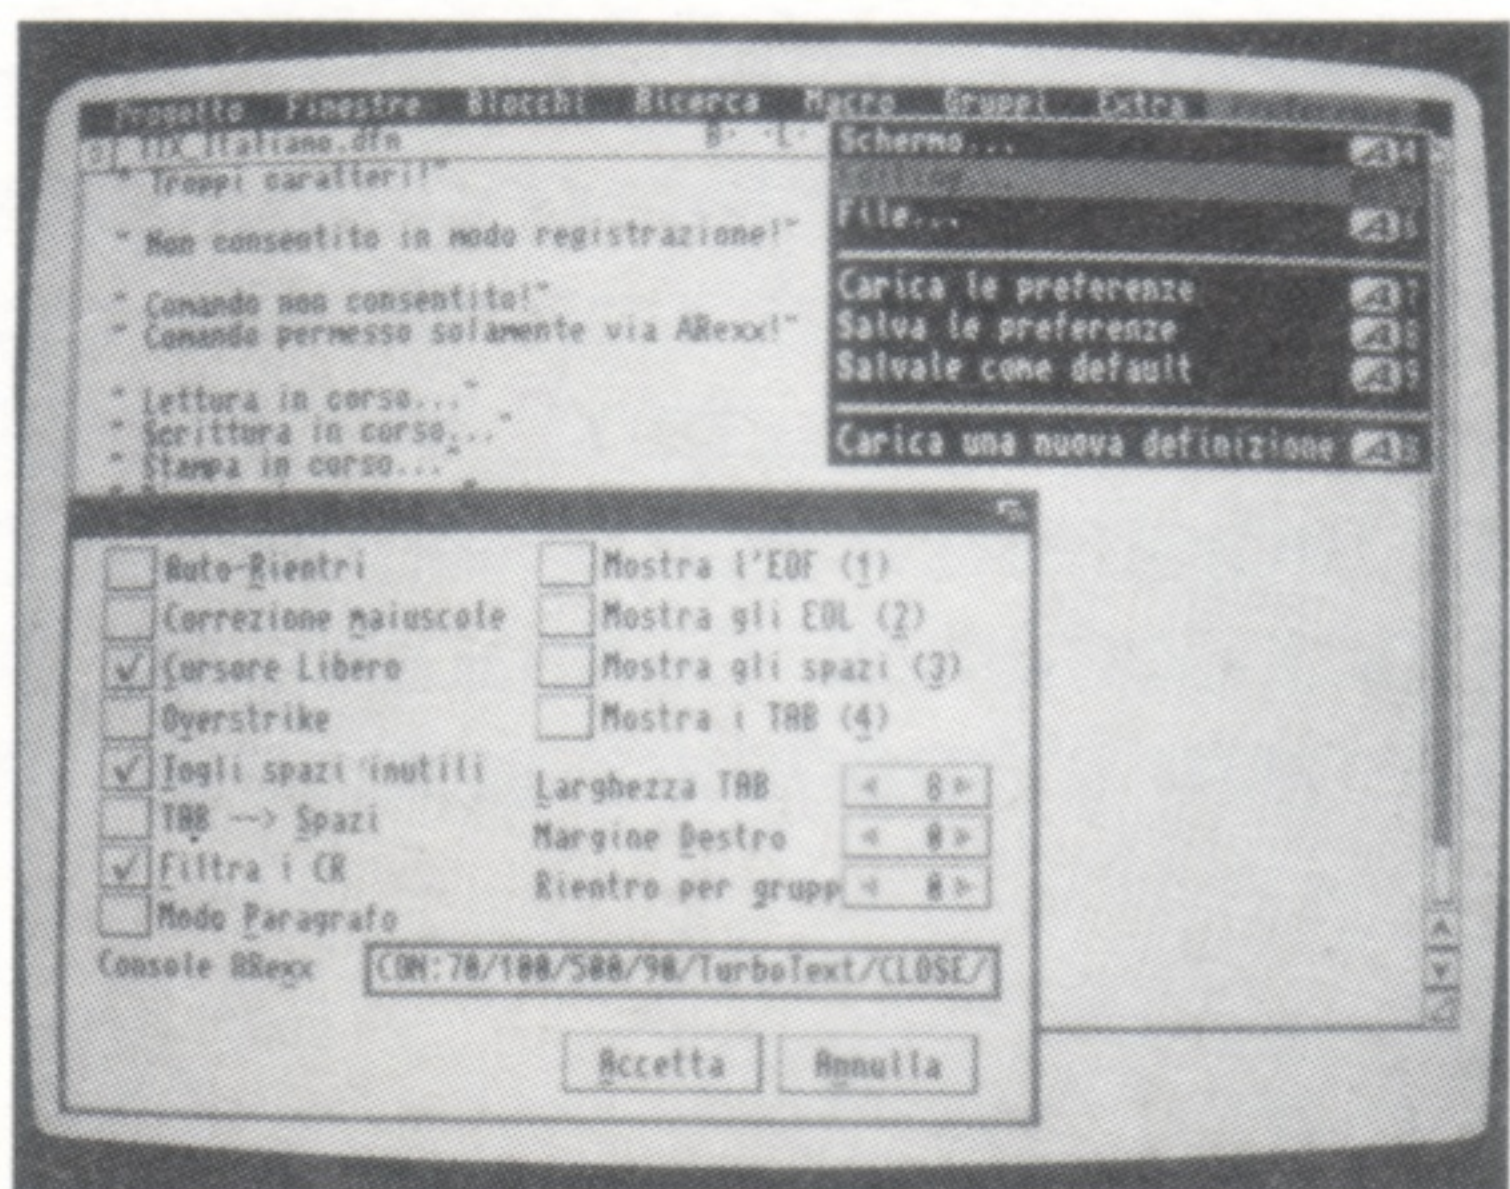 Progetto Finestre Blocchi Ricerca Macro Gruppi Extra
TTX_Italiano.dfn
" Troppi caratteri!"
" Non consentito in modo registrazione!"
" Comando non consentito!"
" Comando permesso solamente via ARexx!"
" Lettura in corso..."
" Scrittura in corso..."
" Stampa in corso..."
Schermo... A 4
File... A 6
Carica le preferenze A 7
Salva le preferenze A 8
Salvale come default A 9
Carica una nuova definizione A
Auto-Rientri
Correzione maiuscole
✓ Cursore Libero
Overstrike
✓ Togli spazi inutili
TAB --> Spazi
✓ Filtra i CR
Modo Paragrafo
Mostra l'EOF (1)
Mostra gli EOL (2)
Mostra gli spazi (3)
Mostra i TAB (4)
Larghezza TAB 8
Margine Destro 0
Rientro per grupp 0
Console ARexx CON:70/100/500/90/TurboText/CLOSE/
Accetta Annulla